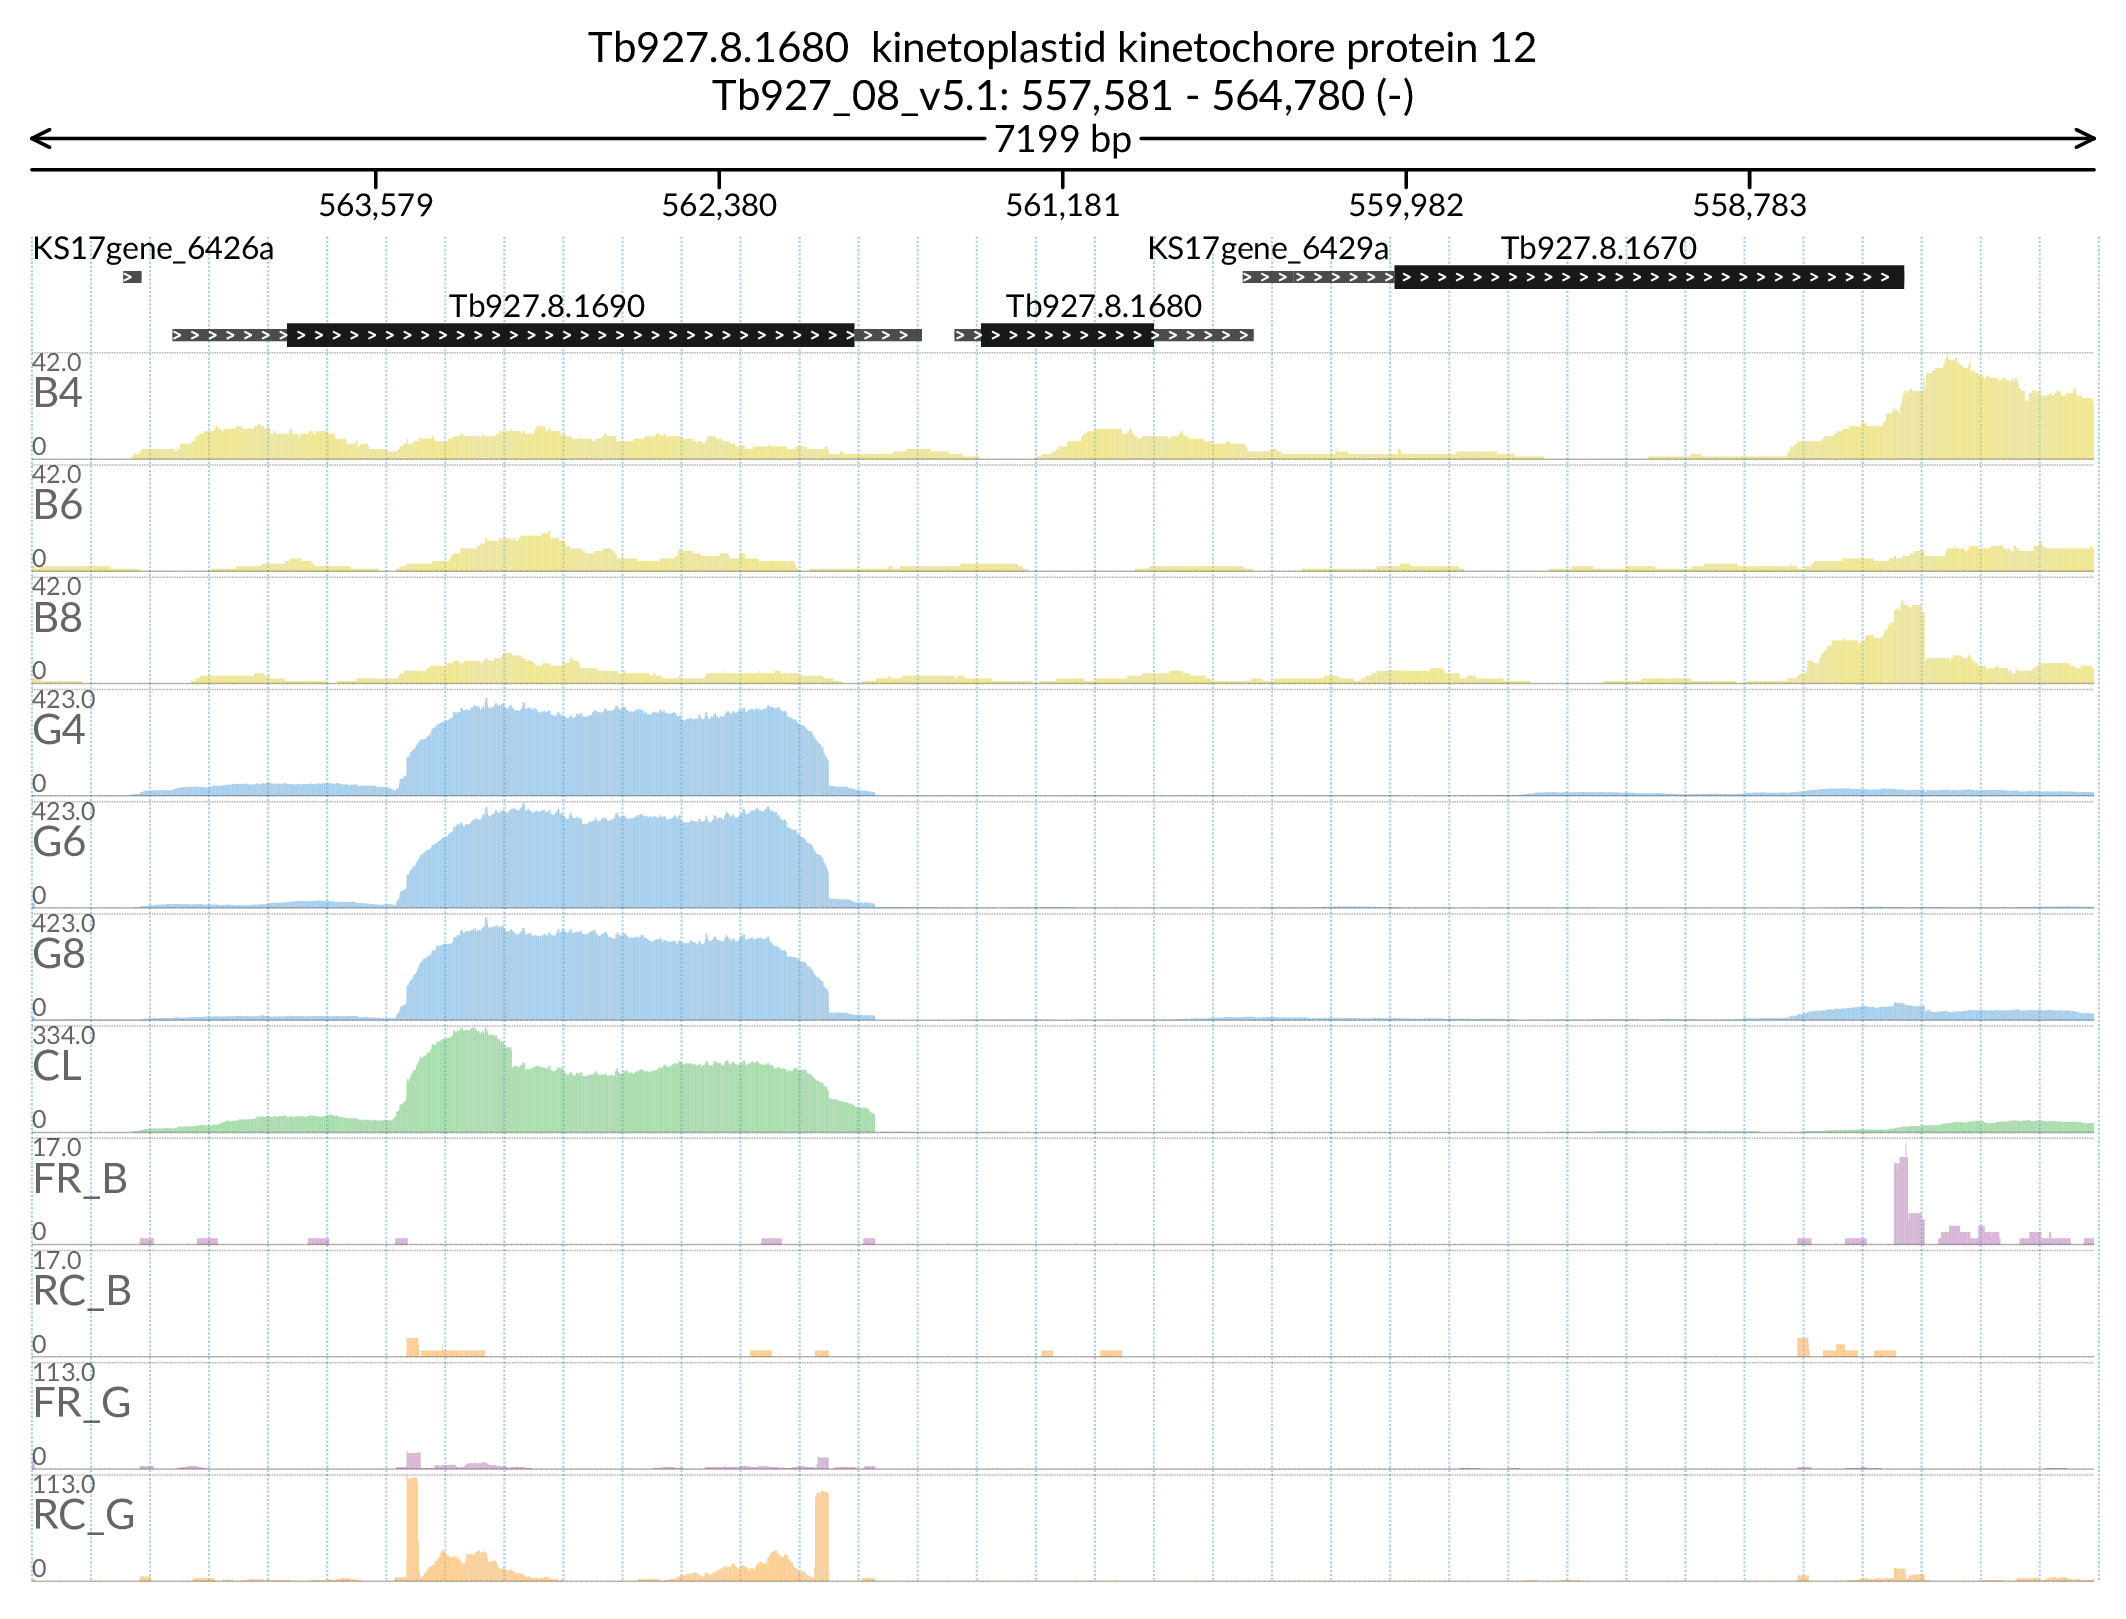 Tb927.8.1680  kinetoplastid kinetochore protein 12
Tb927_08_v5.1: 557,581 - 564,780 (-)
7199 bp
563,579 562,380 561,181 559,982 558,783
KS17gene_6426a KS17gene_6429a Tb927.8.1670
Tb927.8.1690 Tb927.8.1680
42.0
B4
0
42.0
B6
0
42.0
B8
0
423.0
G4
0
423.0
G6
0
423.0
G8
0
334.0
CL
0
17.0
FR_B
0
17.0
RC_B
0
113.0
FR_G
0
113.0
RC_G
0